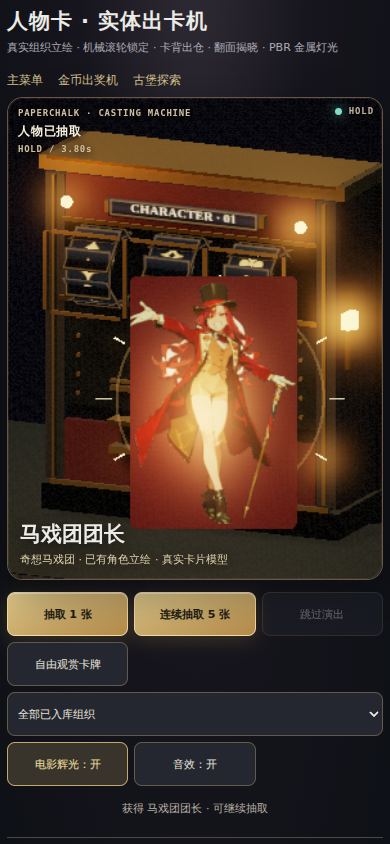 人物卡 · 实体出卡机
真实组织立绘 · 机械滚轮锁定 · 卡背出仓 · 翻面揭晓 · PBR 金属灯光
主菜单 金币出奖机 古堡探索
PAPERCHALK · CASTING MACHINE
HOLD
人物已抽取
HOLD / 3.80s
CHARACTER · 01
马戏团团长
奇想马戏团 · 已有角色立绘 · 真实卡片模型
抽取 1 张
连续抽取 5 张
跳过演出
自由观赏卡牌
全部已入库组织
电影辉光：开
音效：开
获得 马戏团团长 · 可继续抽取